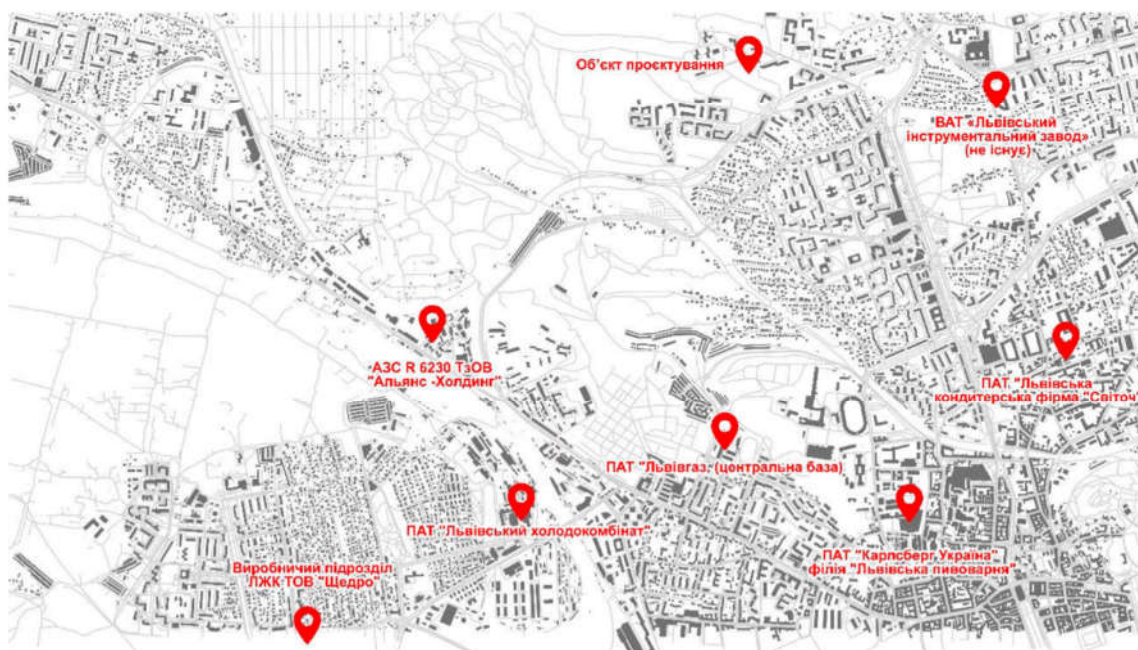 Об'єкт проєктування
ВАТ «Львівський
інструментальний завод»
(не існує)
АЗС R 6230 ТзОВ
"Альянс -Холдинг"
ПАТ "Львівська
кондитерська фірма "Світоч"
ПАТ "Львівгаз, (центральна база)
ПАТ "Львівський холодокомбінат"
ПАТ "Карлсберг Україна"
філія "Львівська пивоварня"
Виробничий підрозділ
ЛЖК ТОВ "Щедро"